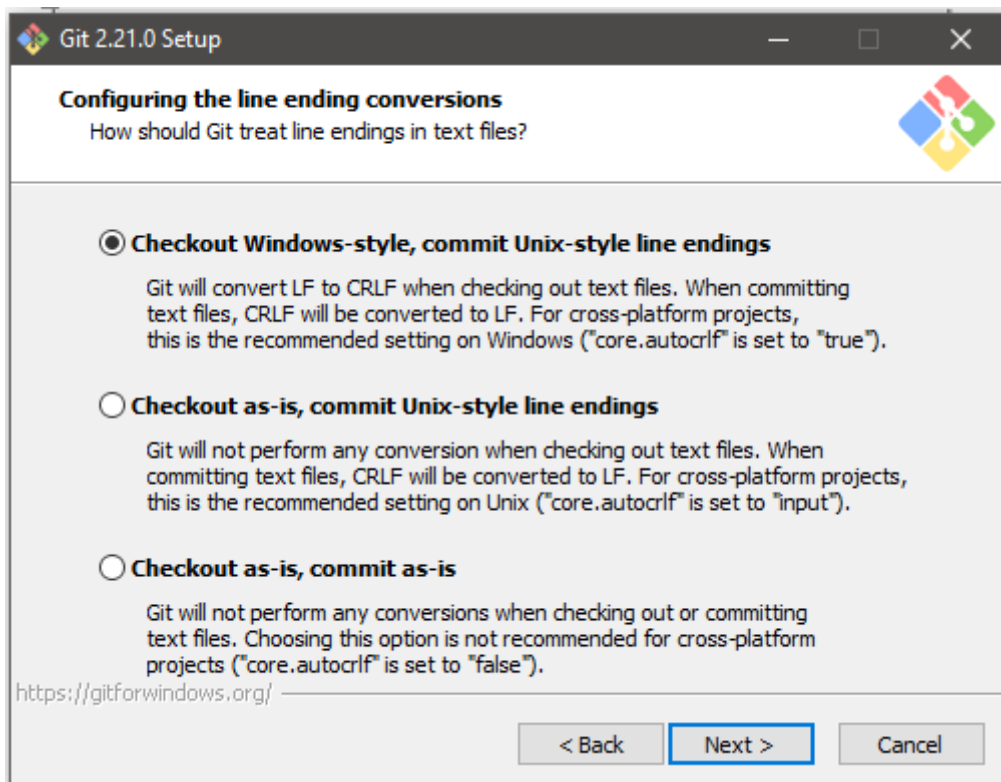 Git 2.21.0 Setup
Configuring the line ending conversions
How should Git treat line endings in text files?
Checkout Windows-style, commit Unix-style line endings
Git will convert LF to CRLF when checking out text files. When committing
text files, CRLF will be converted to LF. For cross-platform projects,
this is the recommended setting on Windows ("core.autocrlf" is set to "true").
Checkout as-is, commit Unix-style line endings
Git will not perform any conversion when checking out text files. When
committing text files, CRLF will be converted to LF. For cross-platform projects,
this is the recommended setting on Unix ("core.autocrlf" is set to "input").
Checkout as-is, commit as-is
Git will not perform any conversions when checking out or committing
text files. Choosing this option is not recommended for cross-platform
projects ("core.autocrlf" is set to "false").
https://gitforwindows.org/
< Back Next > Cancel